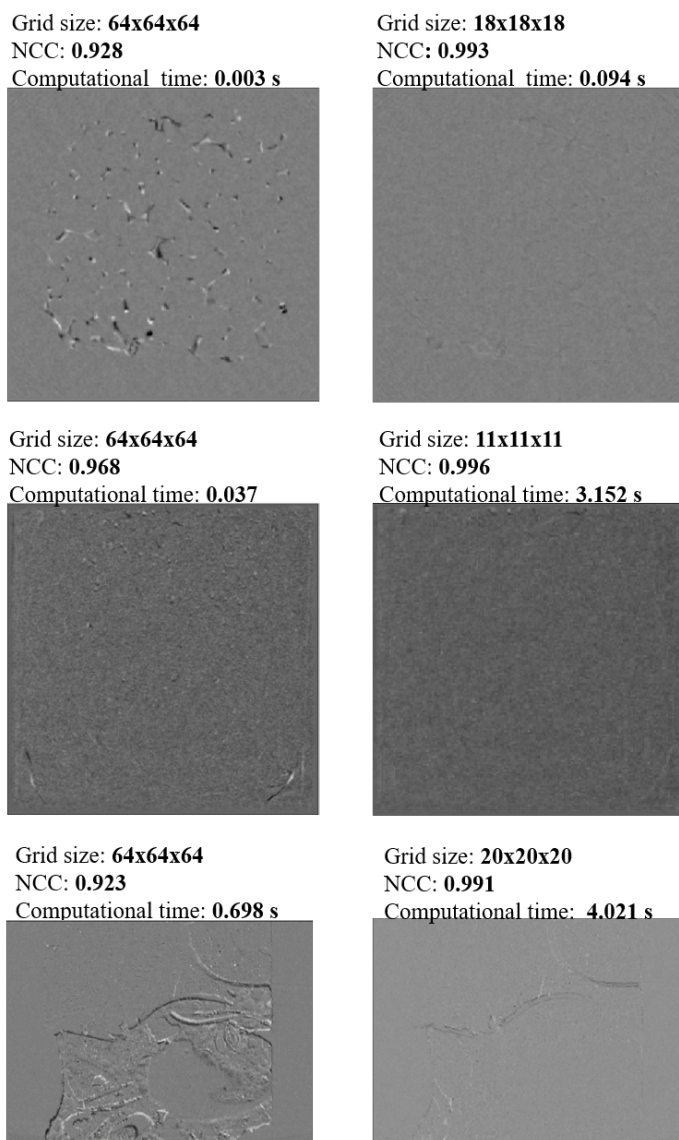 Grid size: 64x64x64
NCC: 0.928
Computational time: 0.003 s
Grid size: 18x18x18
NCC: 0.993
Computational time: 0.094 s
Grid size: 64x64x64
NCC: 0.968
Computational time: 0.037
Grid size: 11x11x11
NCC: 0.996
Computational time: 3.152 s
Grid size: 64x64x64
NCC: 0.923
Computational time: 0.698 s
Grid size: 20x20x20
NCC: 0.991
Computational time: 4.021 s